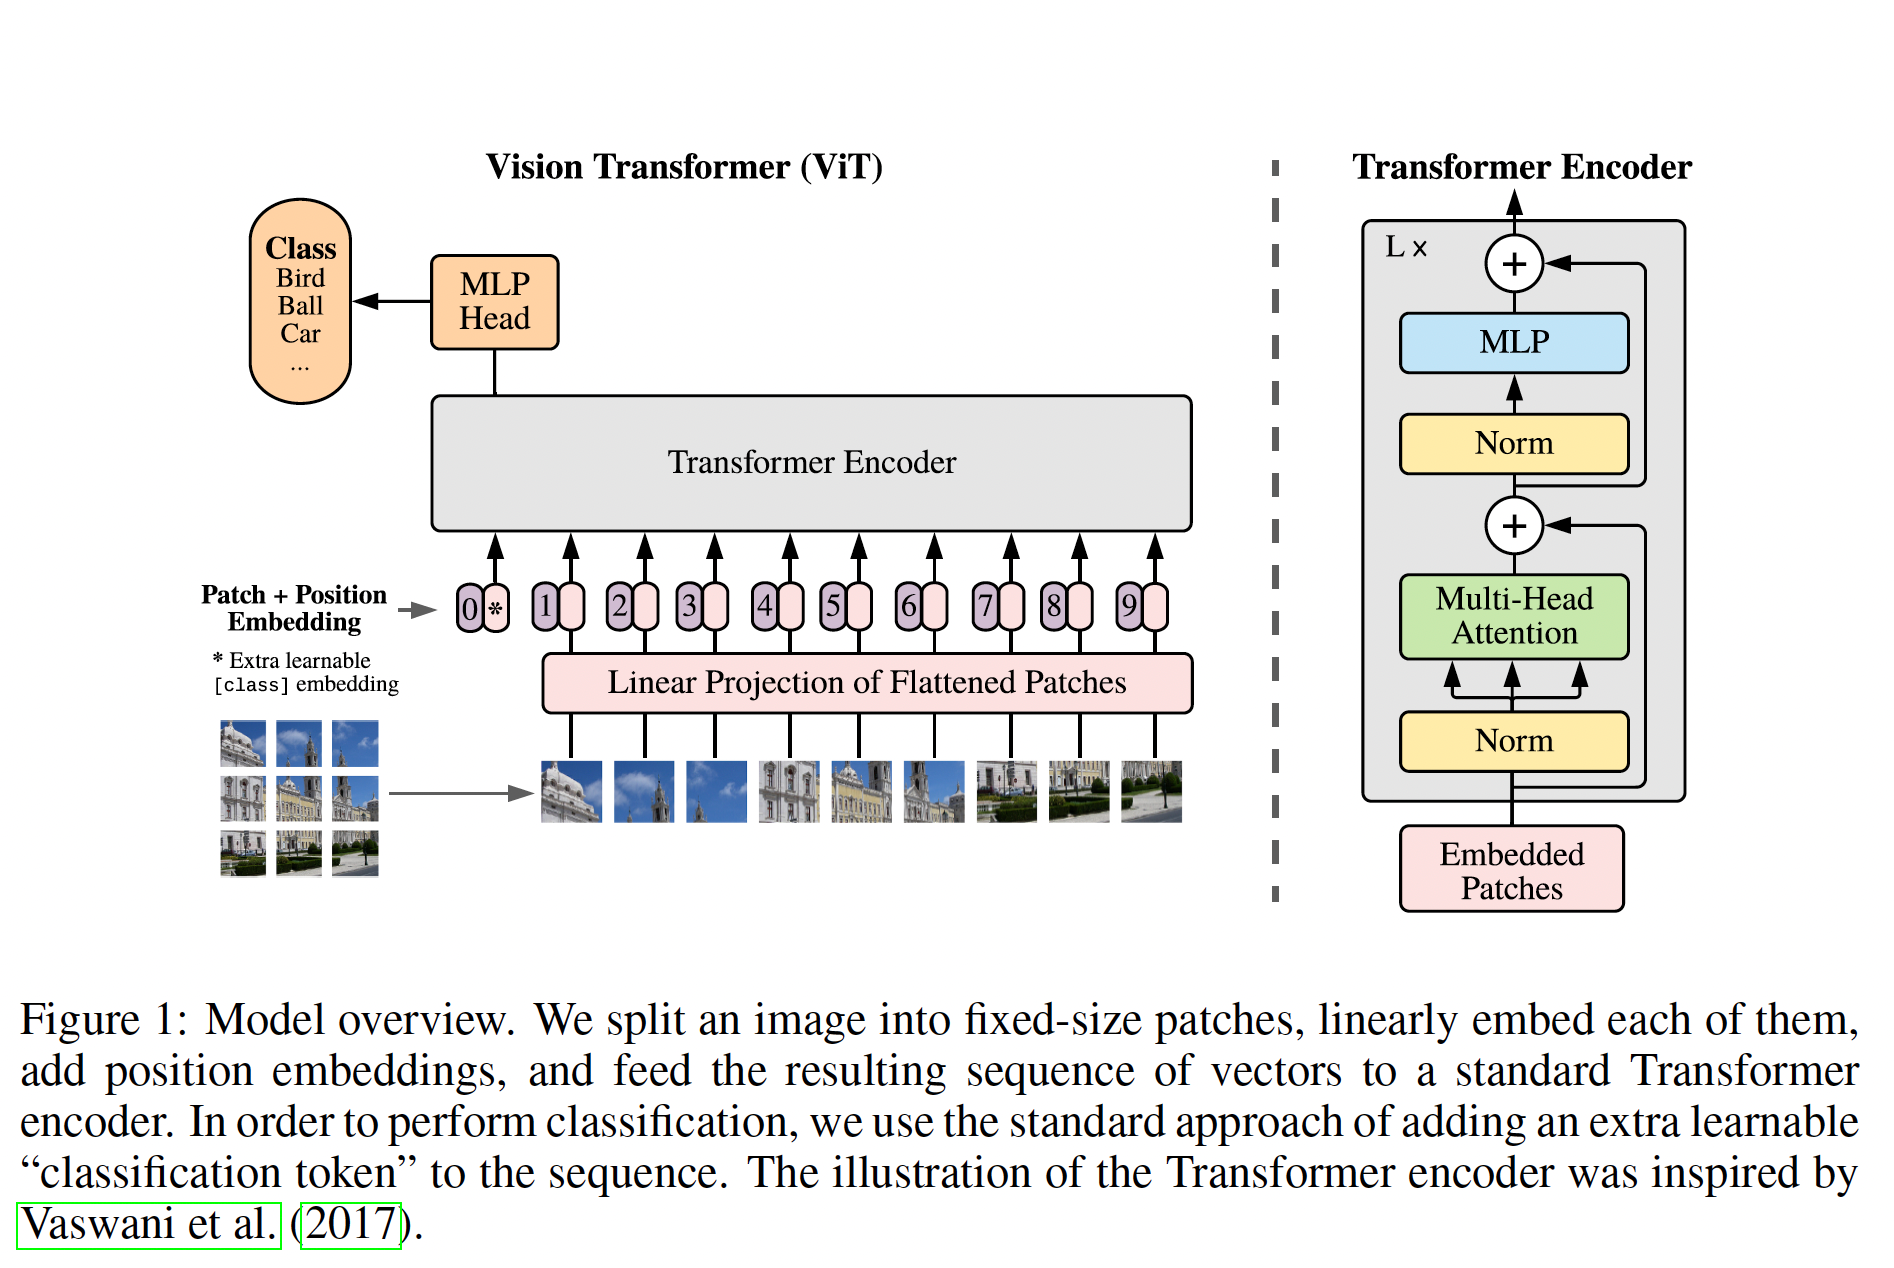 Vision Transformer (ViT)
Class
Bird
Ball
Car
...
MLP
Head
Transformer Encoder
Patch + Position
Embedding
* Extra learnable
[class] embedding
0 * 1 2 3 4 5 6 7 8 9
Linear Projection of Flattened Patches
Transformer Encoder
L ×
+
MLP
Norm
+
Multi-Head
Attention
Norm
Embedded
Patches
Figure 1: Model overview. We split an image into fixed-size patches, linearly embed each of them,
add position embeddings, and feed the resulting sequence of vectors to a standard Transformer
encoder. In order to perform classification, we use the standard approach of adding an extra learnable
“classification token” to the sequence. The illustration of the Transformer encoder was inspired by
Vaswani et al. (2017).